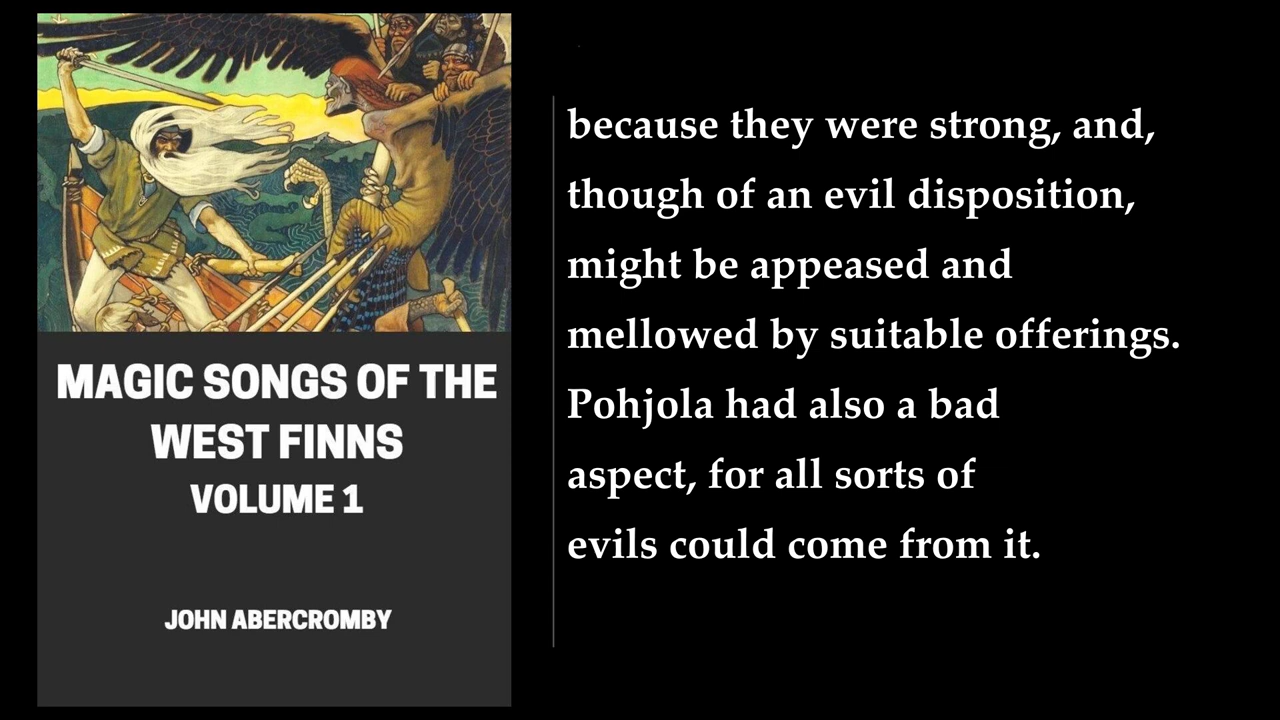 MAGIC SONGS OF THE
WEST FINNS
VOLUME 1
JOHN ABERCROMBY
because they were strong, and,
though of an evil disposition,
might be appeased and
mellowed by suitable offerings.
Pohjola had also a bad
aspect, for all sorts of
evils could come from it.